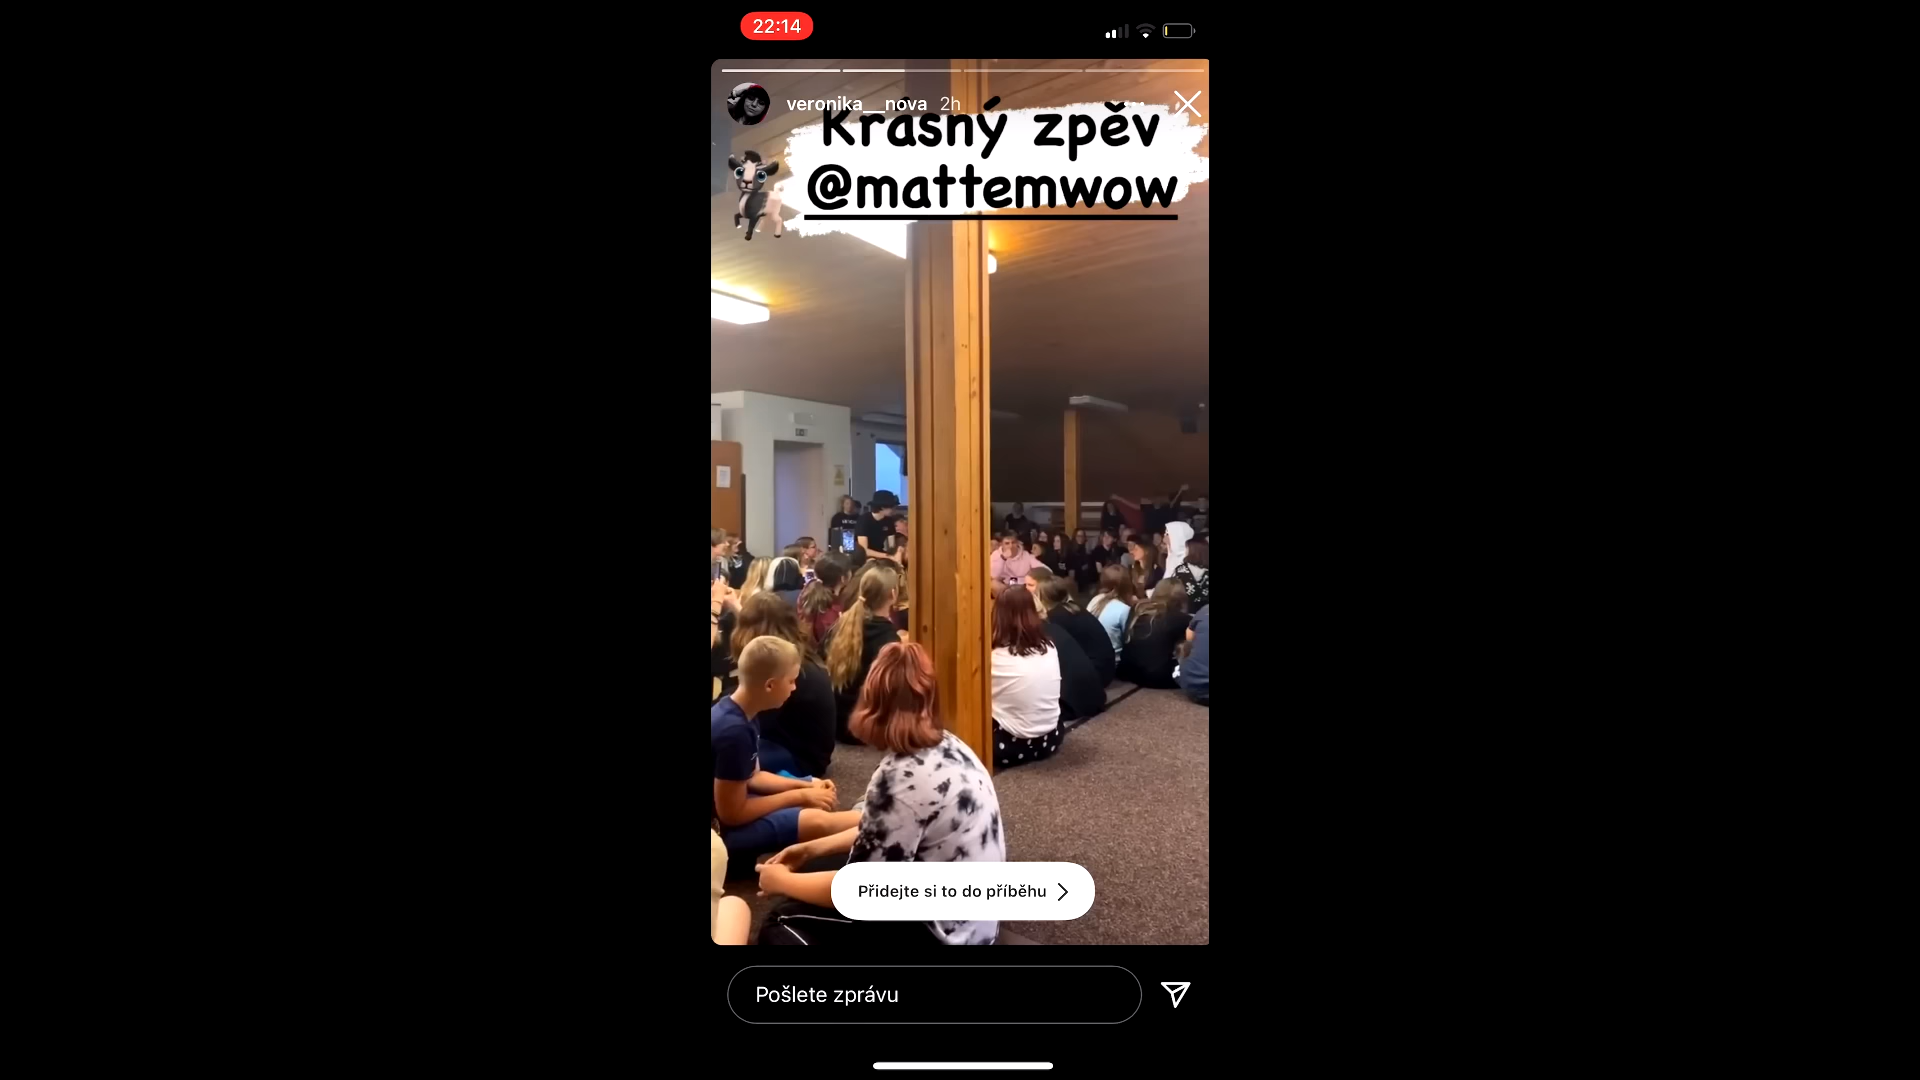 22:14
veronika__nova 2h
Krásný zpěv
@mattemwow
Přidejte si to do příběhu
Pošlete zprávu